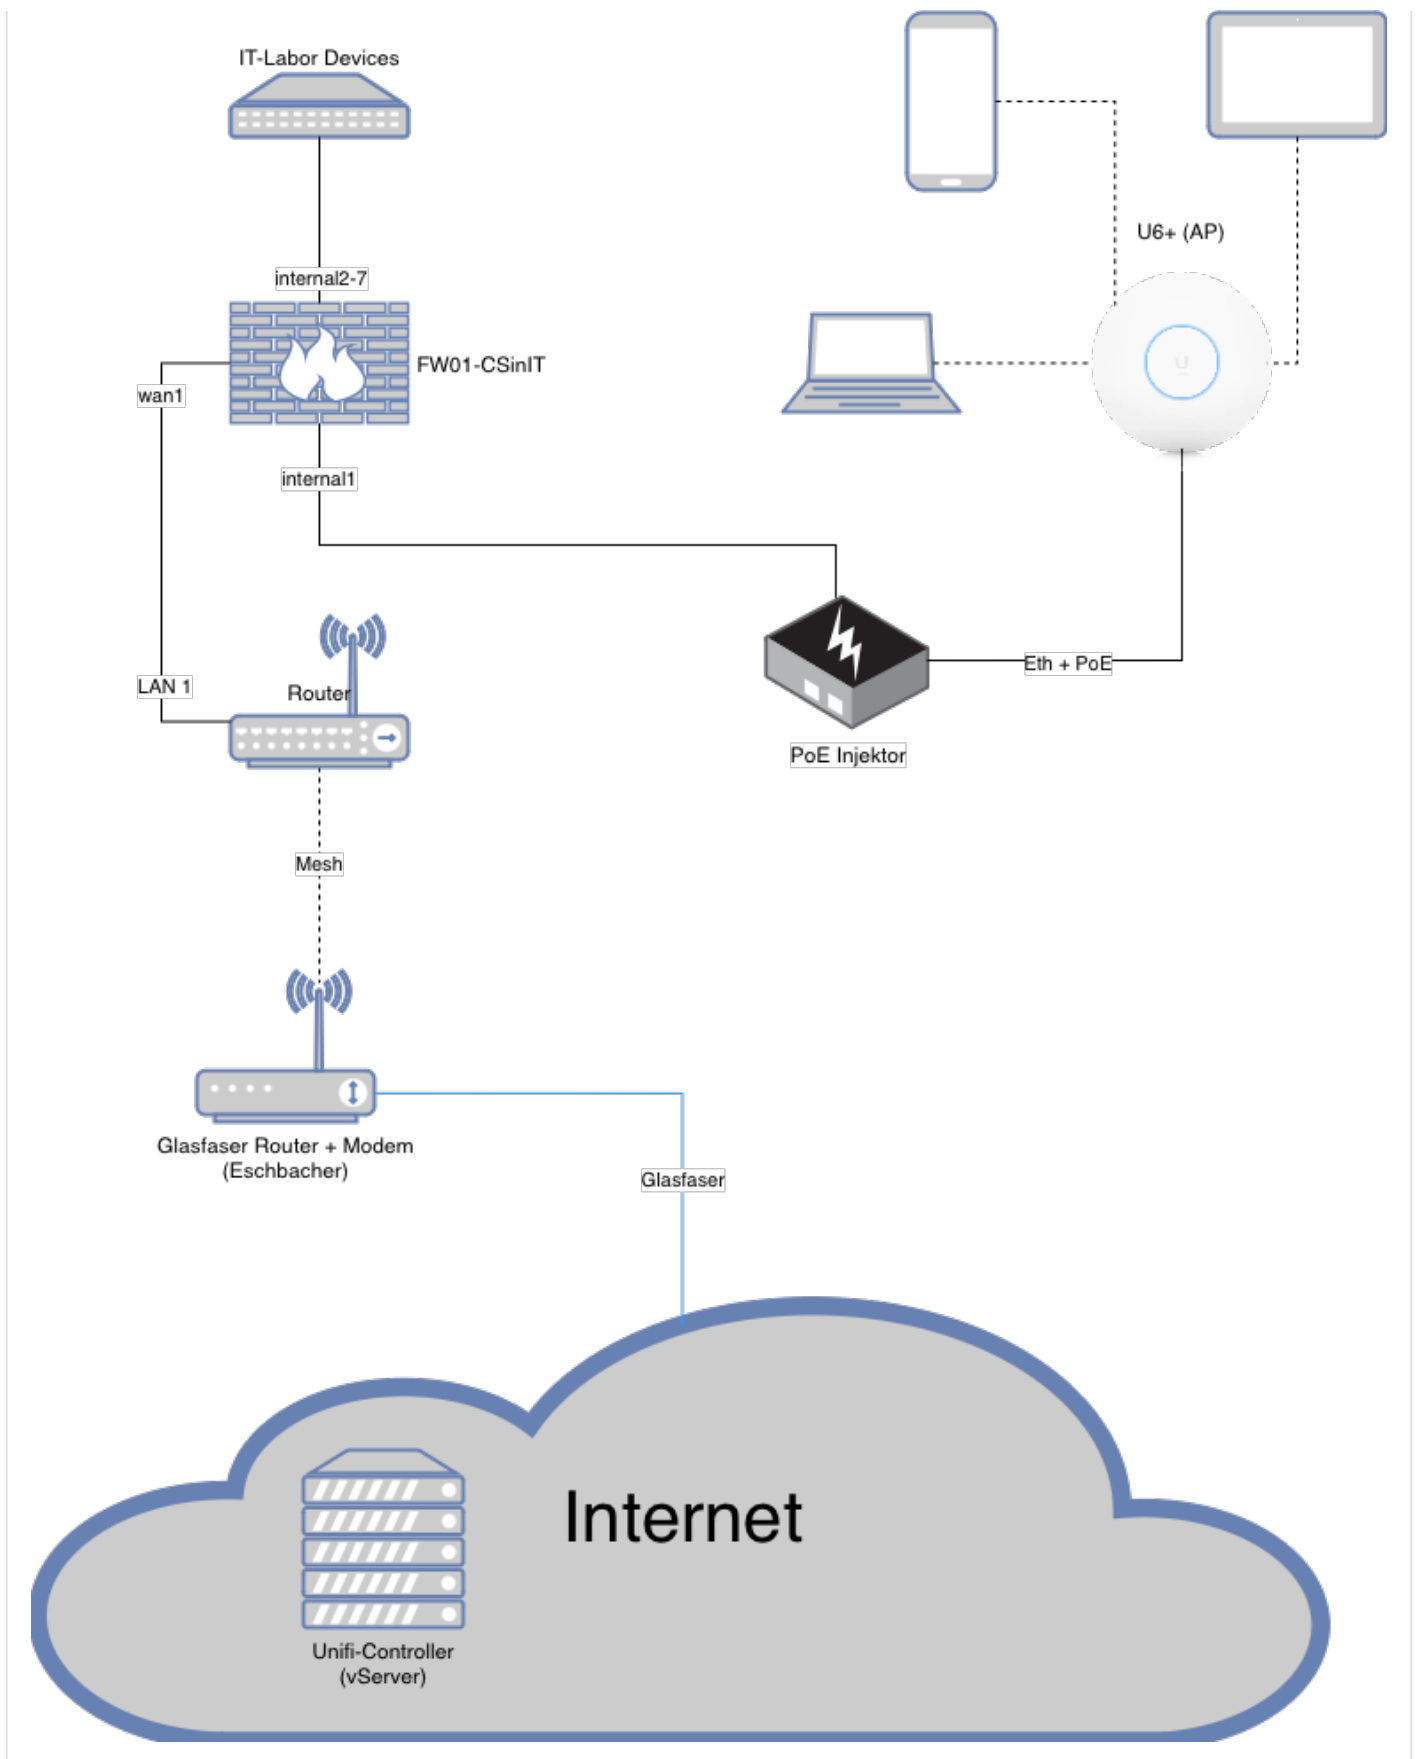 IT-Labor Devices
U6+ (AP)
internal2-7
FW01-CSinIT
wan1
internal1
LAN 1
Router
Eth + PoE
PoE Injektor
Mesh
Glasfaser Router + Modem
(Eschbacher)
Glasfaser
Internet
Unifi-Controller
(vServer)